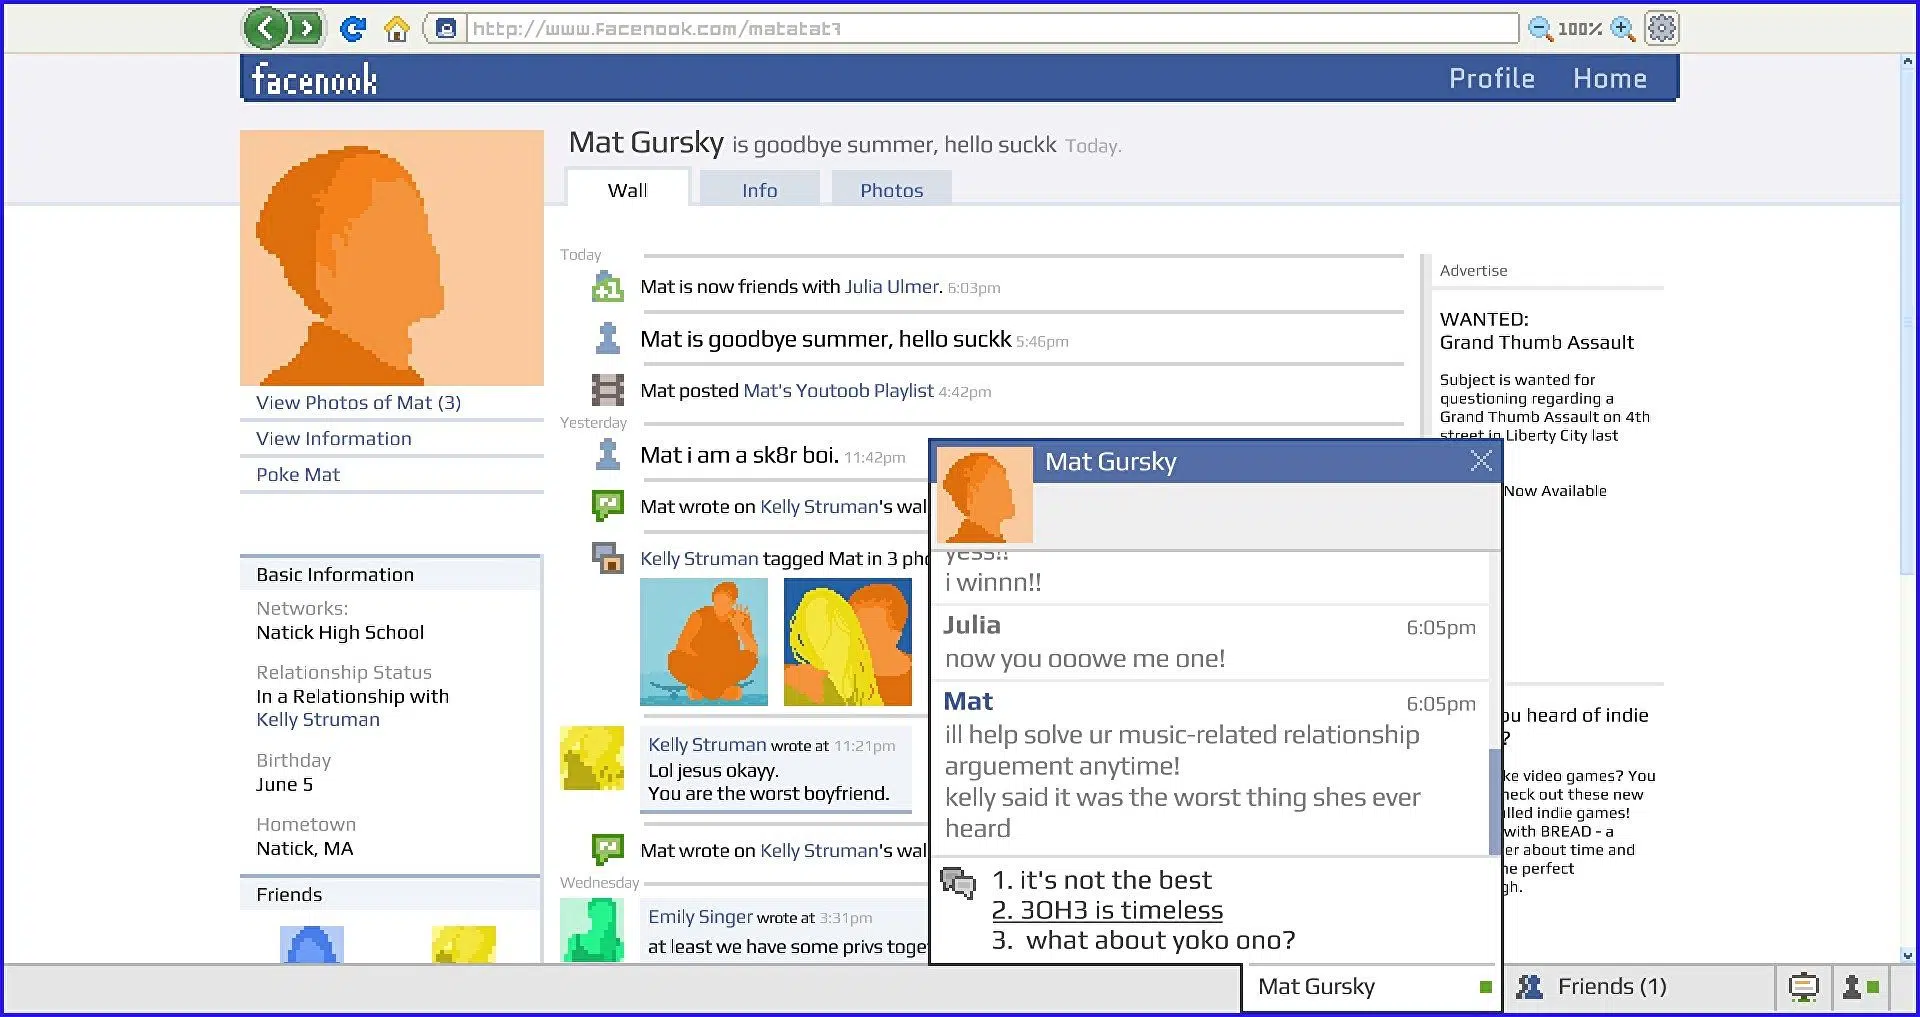 http://www.Facenook.com/matatat7
100%
facenook
Profile Home
Mat Gursky is goodbye summer, hello suckk Today.
Wall Info Photos
View Photos of Mat (3)
View Information
Poke Mat
Basic Information
Networks:
Natick High School
Relationship Status
In a Relationship with
Kelly Struman
Birthday
June 5
Hometown
Natick, MA
Friends
Today
+1
Mat is now friends with Julia Ulmer. 6:03pm
Mat is goodbye summer, hello suckk 5:46pm
Mat posted Mat's Youtoob Playlist 4:42pm
Yesterday
Mat i am a sk8r boi. 11:42pm
Mat wrote on Kelly Struman's wal
Kelly Struman tagged Mat in 3 pho
Kelly Struman wrote at 11:21pm
Lol jesus okayy.
You are the worst boyfriend.
Mat wrote on Kelly Struman's wal
Wednesday
Emily Singer wrote at 3:31pm
at least we have some privs toge
Advertise
WANTED:
Grand Thumb Assault
Subject is wanted for
questioning regarding a
Grand Thumb Assault on 4th
street in Liberty City last
Now Available
ou heard of indie
?
ke video games? You
heck out these new
lled indie games!
with BREAD - a
er about time and
he perfect
gh.
Mat Gursky
yess!!
i winnn!!
Julia 6:05pm
now you ooowe me one!
Mat 6:05pm
ill help solve ur music-related relationship
arguement anytime!
kelly said it was the worst thing shes ever
heard
1. it's not the best
2. 3OH3 is timeless
3. what about yoko ono?
Mat Gursky
Friends (1)